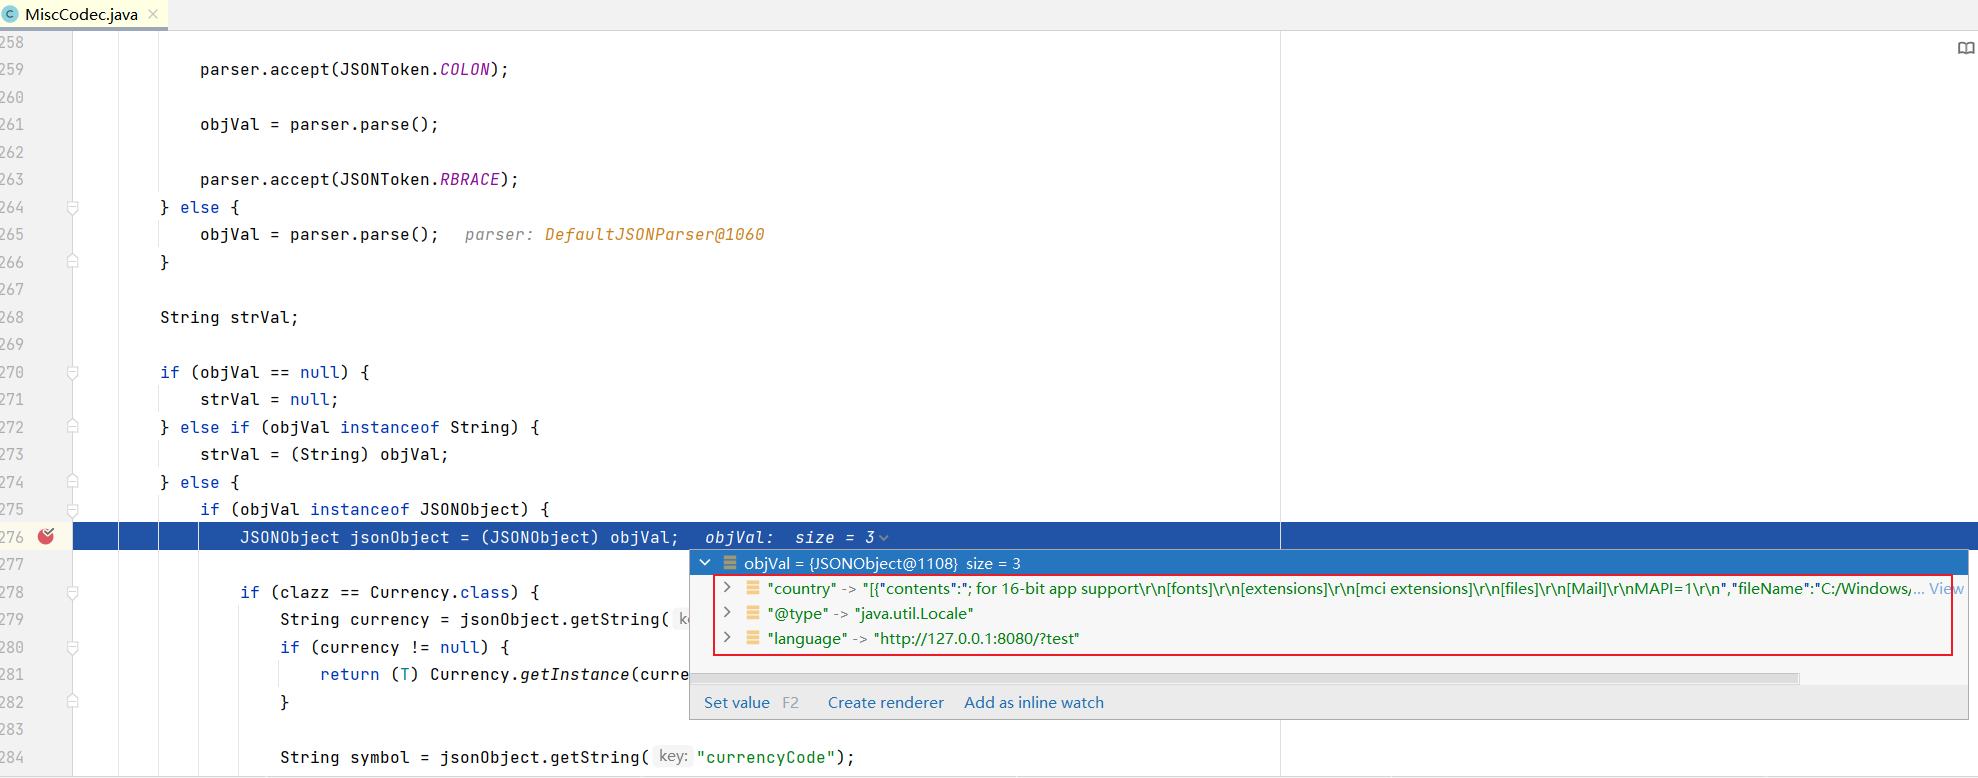 MiscCodec.java
258
259 parser.accept(JSONToken.COLON);
260
261 objVal = parser.parse();
262
263 parser.accept(JSONToken.RBRACE);
264 } else {
265 objVal = parser.parse(); parser: DefaultJSONParser@1060
266 }
267
268 String strVal;
269
270 if (objVal == null) {
271 strVal = null;
272 } else if (objVal instanceof String) {
273 strVal = (String) objVal;
274 } else {
275 if (objVal instanceof JSONObject) {
276 JSONObject jsonObject = (JSONObject) objVal; objVal: size = 3
277 objVal = {JSONObject@1108} size = 3
278 if (clazz == Currency.class) {
"country" -> "[{"contents":"; for 16-bit app support\r\n[fonts]\r\n[extensions]\r\n[mci extensions]\r\n[files]\r\n[Mail]\r\nMAPI=1\r\n","fileName":"C:/Windows/... View
279 String currency = jsonObject.getString(
"@type" -> "java.util.Locale"
280 if (currency != null) {
"language" -> "http://127.0.0.1:8080/?test"
281 return (T) Currency.getInstance(curre
282 }
Set value F2 Create renderer Add as inline watch
283
284 String symbol = jsonObject.getString( key: "currencyCode");